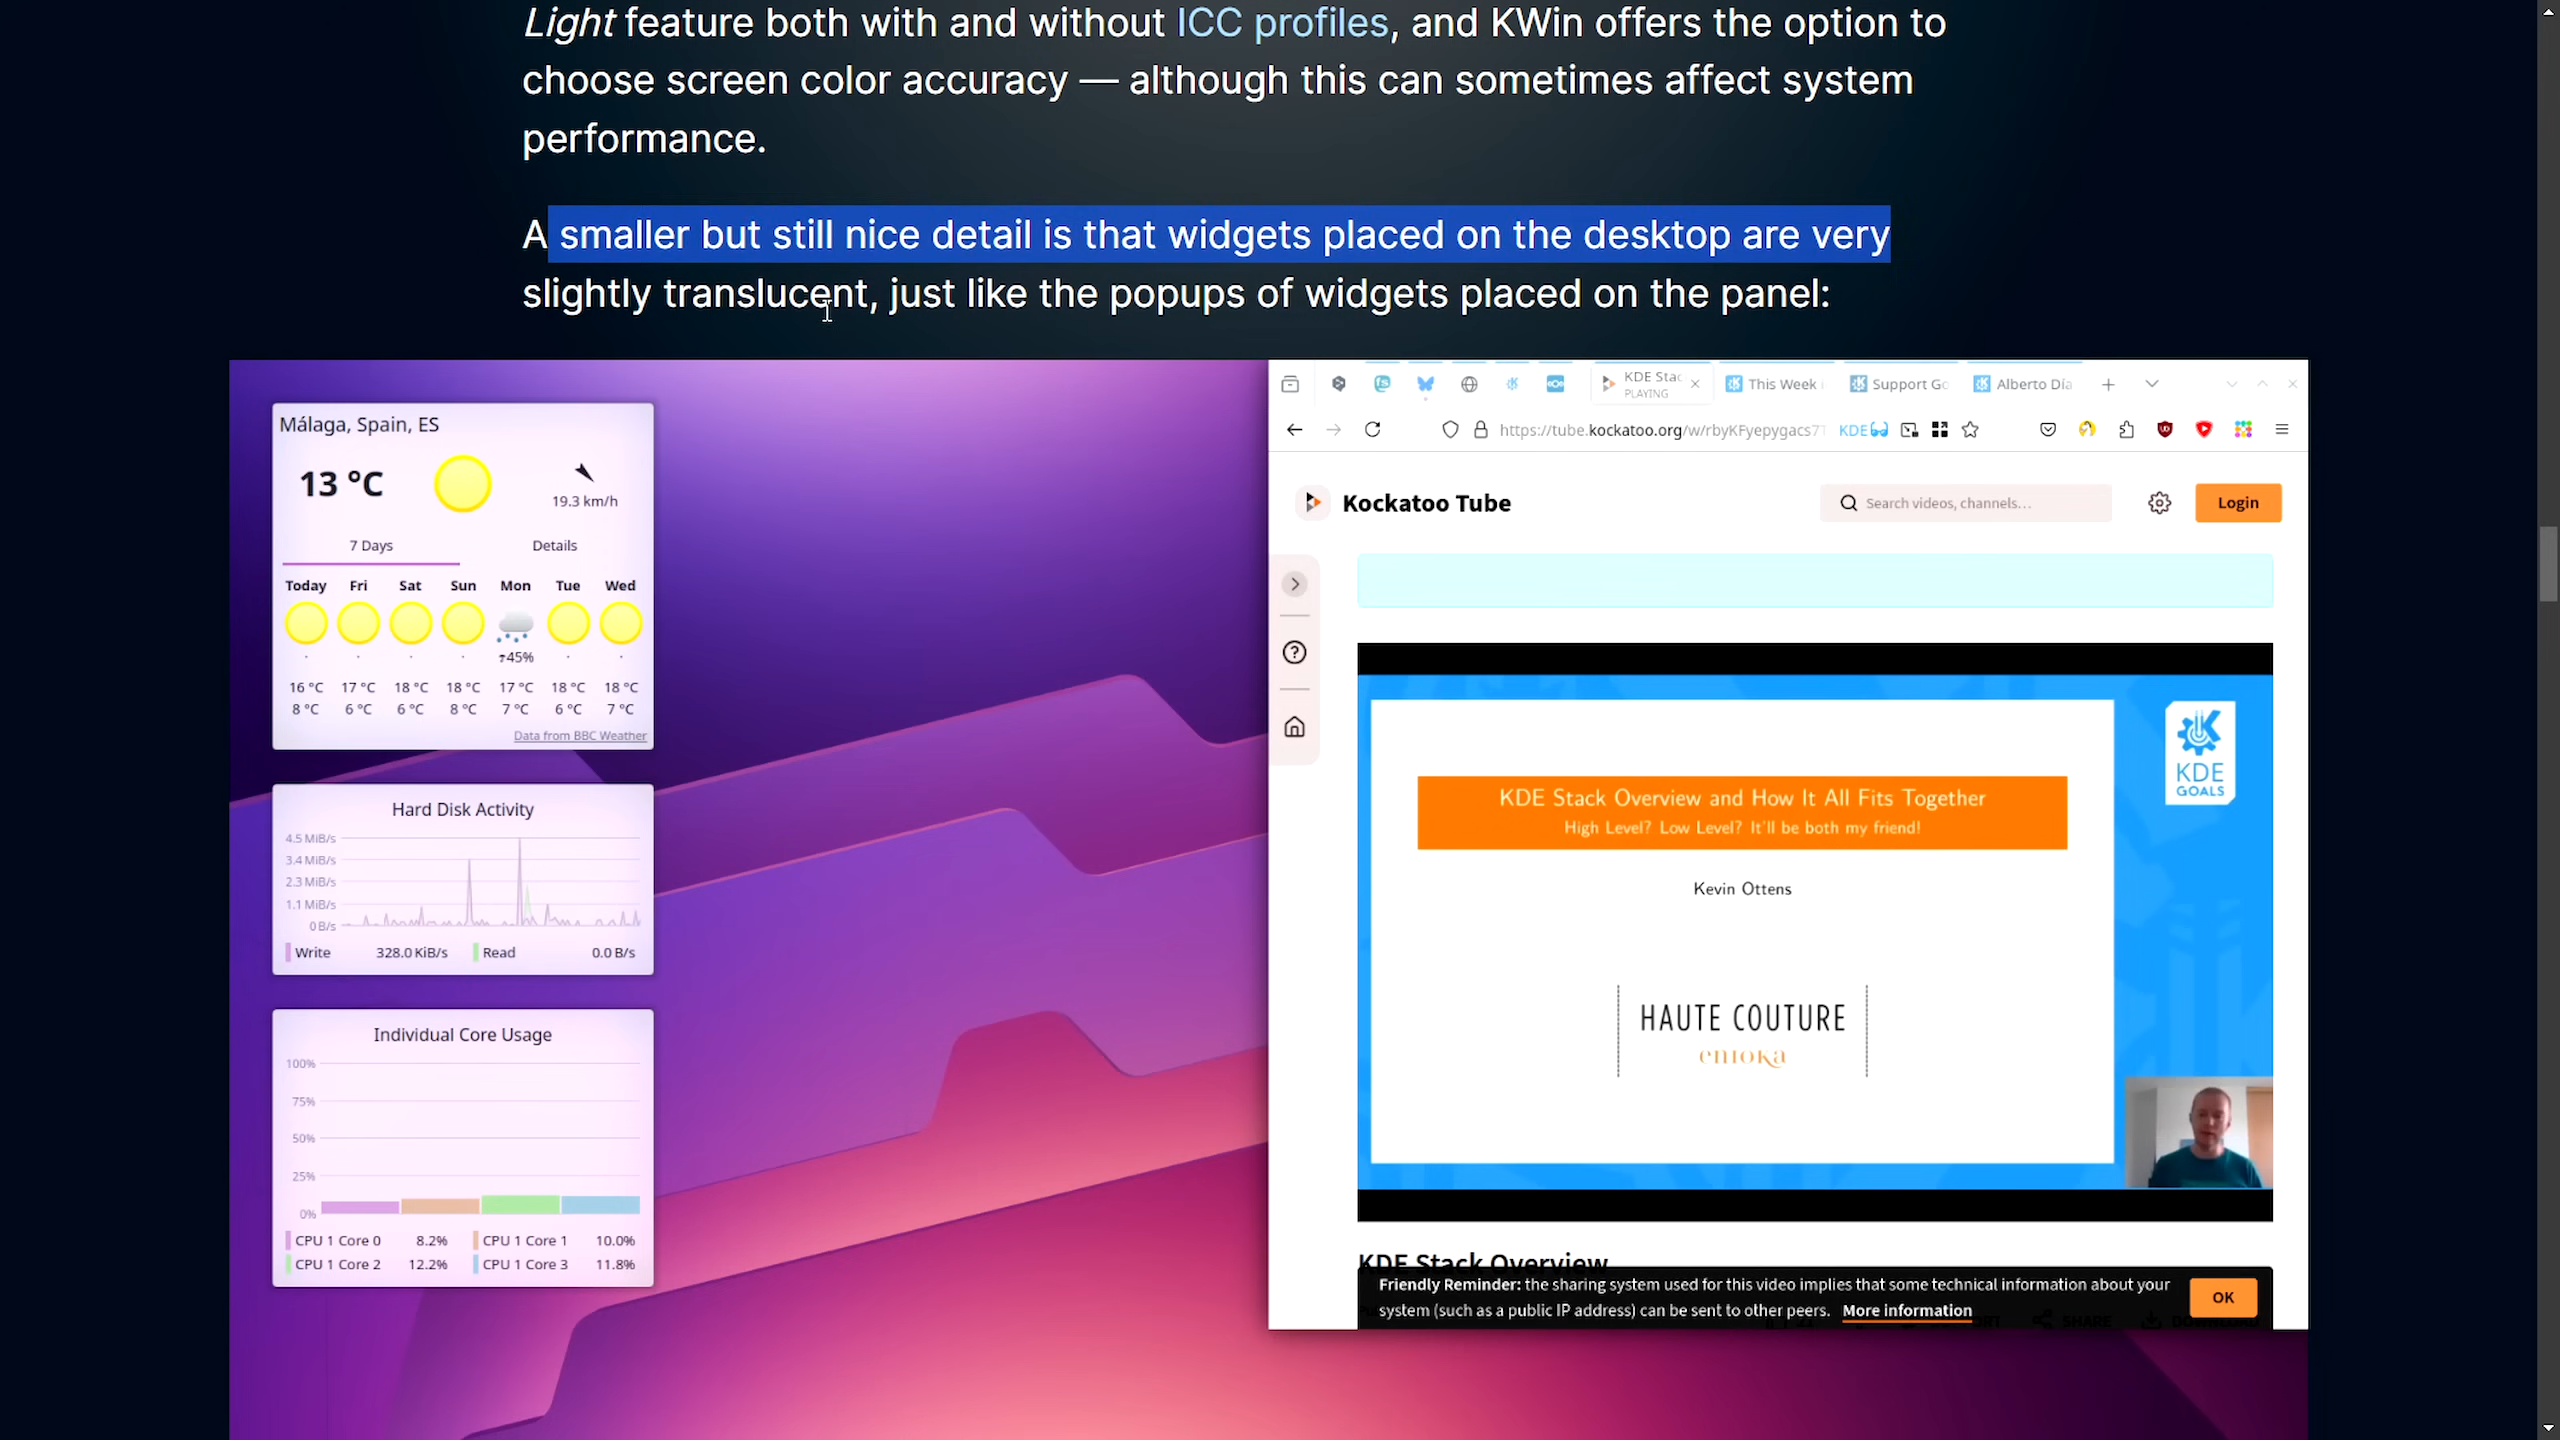 Light feature both with and without ICC profiles, and KWin offers the option to
choose screen color accuracy — although this can sometimes affect system
performance.
A smaller but still nice detail is that widgets placed on the desktop are very
slightly translucent, just like the popups of widgets placed on the panel:
Málaga, Spain, ES
13 °C
19.3 km/h
7 Days Details
Today Fri Sat Sun Mon Tue Wed
45%
16 °C 17 °C 18 °C 18 °C 17 °C 18 °C 18 °C
8 °C 6 °C 6 °C 8 °C 7 °C 6 °C 7 °C
Data from BBC Weather
Hard Disk Activity
4.5 MiB/s
3.4 MiB/s
2.3 MiB/s
1.1 MiB/s
0 B/s
Write 328.0 KiB/s Read 0.0 B/s
Individual Core Usage
100%
75%
50%
25%
0%
CPU 1 Core 0 8.2% CPU 1 Core 1 10.0%
CPU 1 Core 2 12.2% CPU 1 Core 3 11.8%
KDE Stac This Week Support Go Alberto Día
PLAYING
https://tube.kockatoo.org/w/rbyKFyepygacs7 KDE
Kockatoo Tube Search videos, channels... Login
KDE Stack Overview and How It All Fits Together
High Level? Low Level? It'll be both my friend!
Kevin Ottens
HAUTE COUTURE
enioka
KDE
GOALS
KDE Stack Overview
Friendly Reminder: the sharing system used for this video implies that some technical information about your
system (such as a public IP address) can be sent to other peers. More information
OK
SHARE